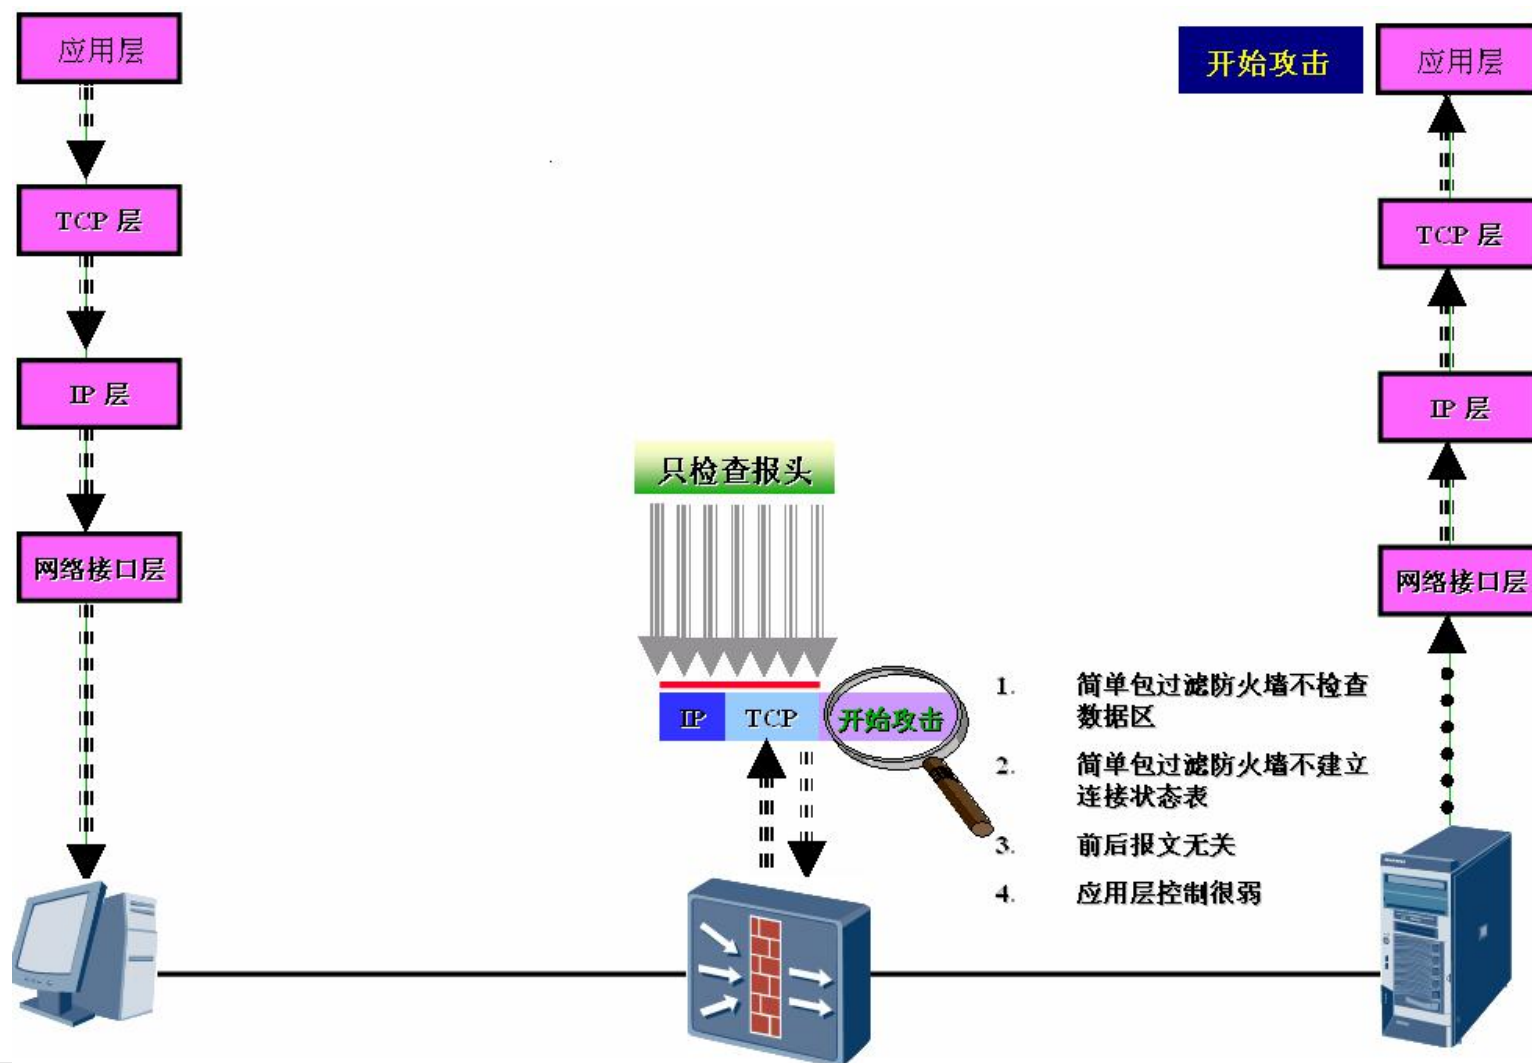 应用层
TCP 层
IP 层
网络接口层
只检查报头
IP
TCP
开始攻击
1. 简单包过滤防火墙不检查
数据区
2. 简单包过滤防火墙不建立
连接状态表
3. 前后报文无关
4. 应用层控制很弱
开始攻击
应用层
TCP 层
IP 层
网络接口层